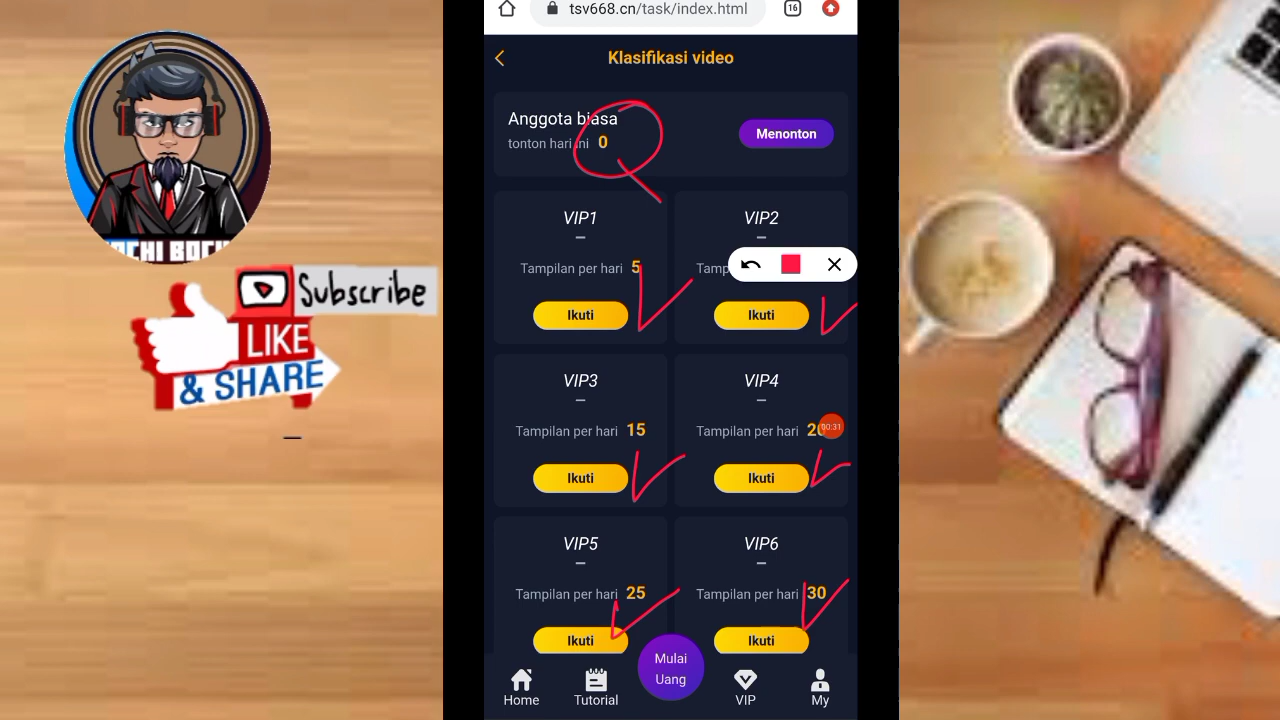 tsv668.cn/task/index.html
16
Klasifikasi video
Anggota biasa
tonton hari ini 0
Menonton
VIP1
Tampilan per hari 5
Ikuti
VIP2
Ikuti
VIP3
Tampilan per hari 15
Ikuti
VIP4
Tampilan per hari
00:31
Ikuti
VIP5
Tampilan per hari 25
Ikuti
VIP6
Tampilan per hari 30
Ikuti
Mulai
Uang
Home
Tutorial
VIP
My
Subscribe
LIKE
& SHARE